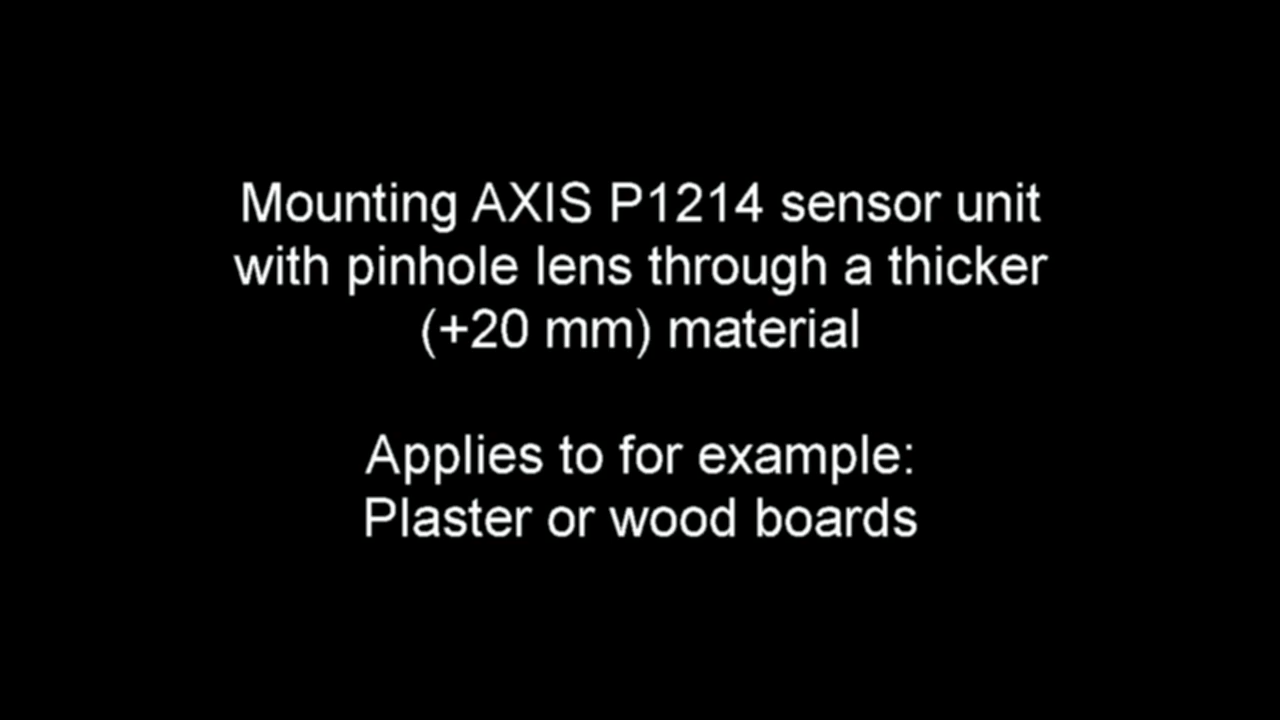 Mounting AXIS P1214 sensor unit
with pinhole lens through a thicker
(+20 mm) material
Applies to for example:
Plaster or wood boards